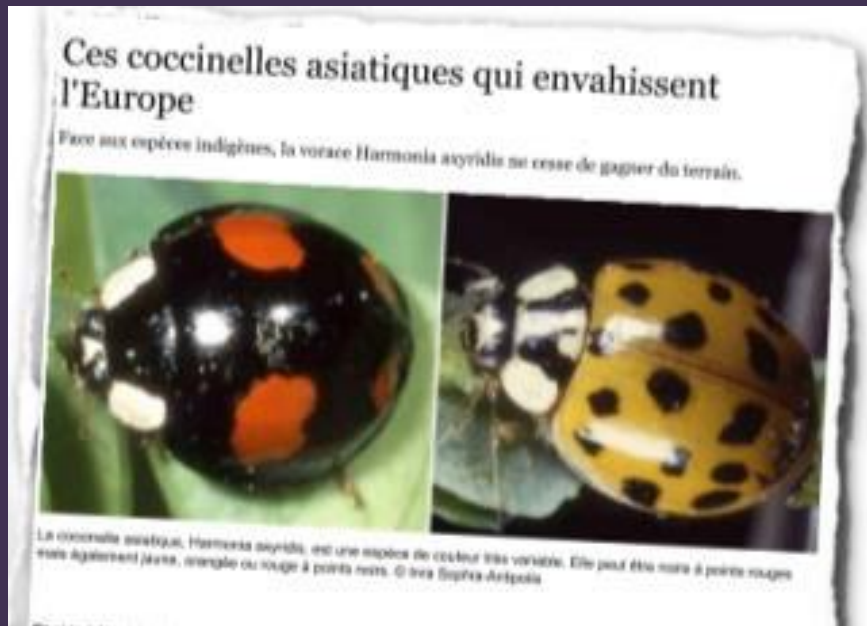 Ces coccinelles asiatiques qui envahissent
l'Europe
Face aux espèces indigènes, la vorace Harmonia axyridis ne cesse de gagner du terrain.
La coccinelle asiatique, Harmonia axyridis, est une espèce de couleur très variable. Elle peut être noire à points rouges
mais également jaune, orangée ou rouge à points noirs. © Inra Sophia-Antipolis